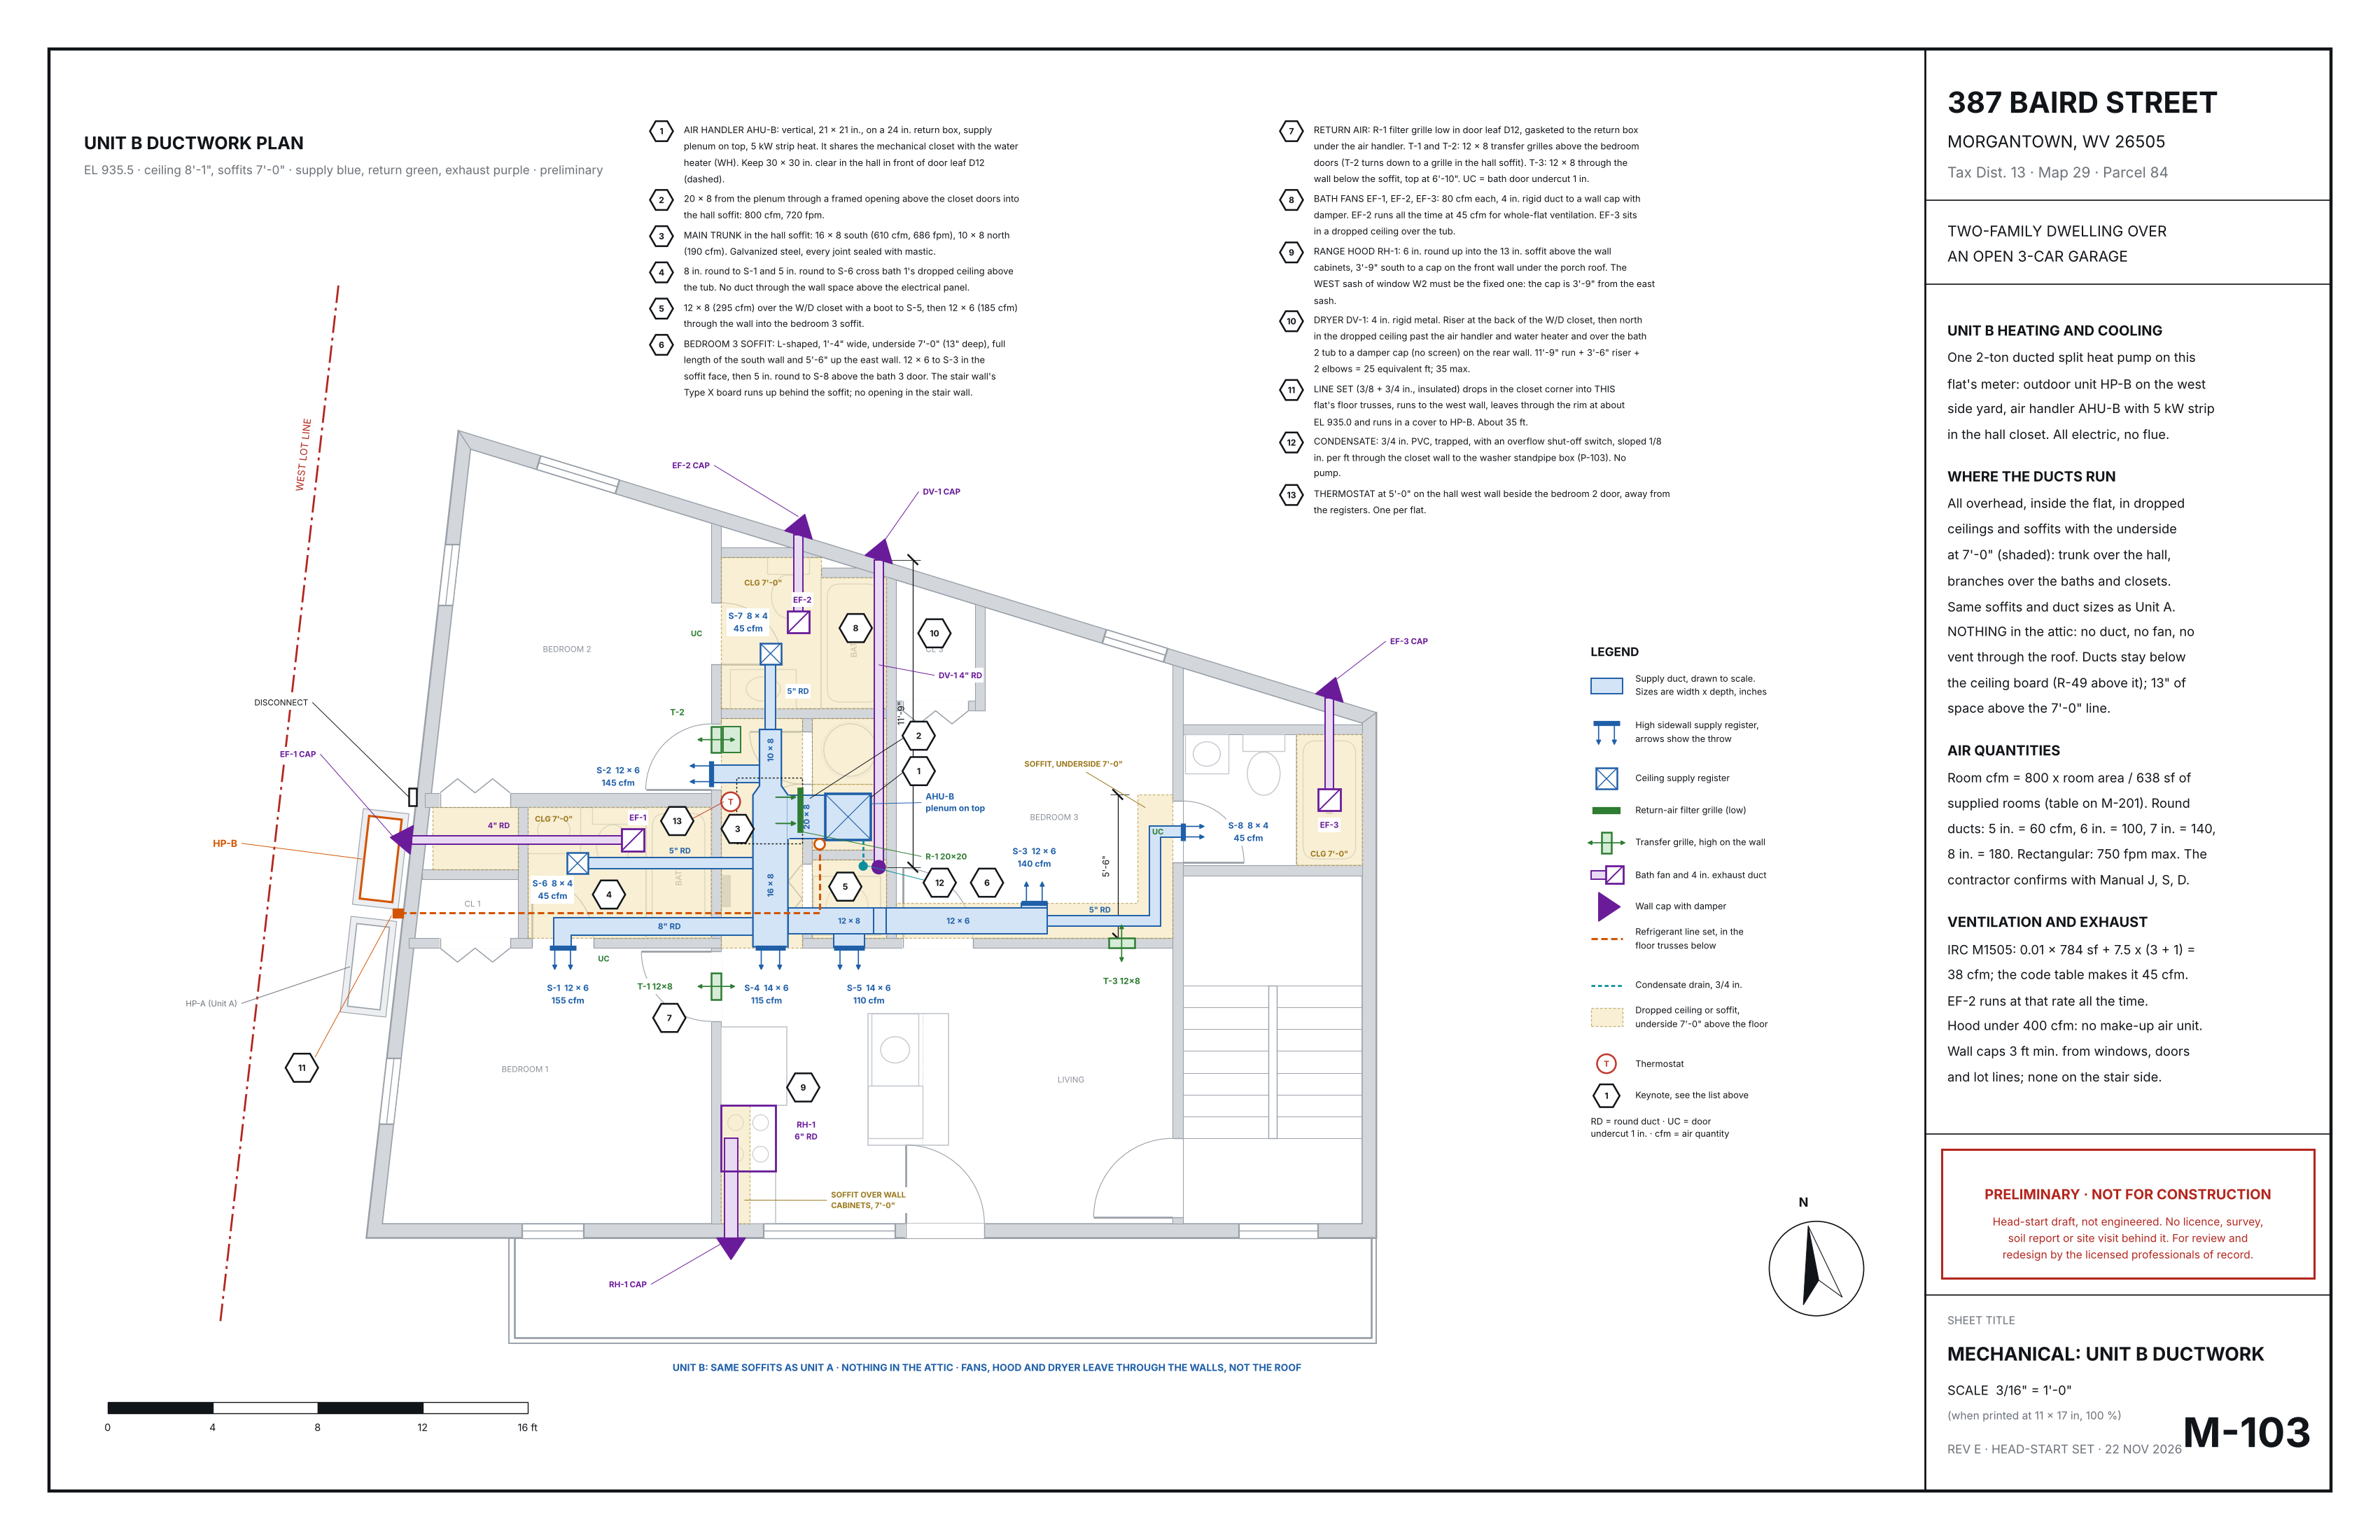 UNIT B DUCTWORK PLAN
EL 935.5 · ceiling 8'-1", soffits 7'-0" · supply blue, return green, exhaust purple · preliminary
1
AIR HANDLER AHU-B: vertical, 21 × 21 in., on a 24 in. return box, supply
plenum on top, 5 kW strip heat. It shares the mechanical closet with the water
heater (WH). Keep 30 × 30 in. clear in the hall in front of door leaf D12
(dashed).
2
20 × 8 from the plenum through a framed opening above the closet doors into
the hall soffit: 800 cfm, 720 fpm.
3
MAIN TRUNK in the hall soffit: 16 × 8 south (610 cfm, 686 fpm), 10 × 8 north
(190 cfm). Galvanized steel, every joint sealed with mastic.
4
8 in. round to S-1 and 5 in. round to S-6 cross bath 1's dropped ceiling above
the tub. No duct through the wall space above the electrical panel.
5
12 × 8 (295 cfm) over the W/D closet with a boot to S-5, then 12 × 6 (185 cfm)
through the wall into the bedroom 3 soffit.
6
BEDROOM 3 SOFFIT: L-shaped, 1'-4" wide, underside 7'-0" (13" deep), full
length of the south wall and 5'-6" up the east wall. 12 × 6 to S-3 in the
soffit face, then 5 in. round to S-8 above the bath 3 door. The stair wall's
Type X board runs up behind the soffit; no opening in the stair wall.
7
RETURN AIR: R-1 filter grille low in door leaf D12, gasketed to the return box
under the air handler. T-1 and T-2: 12 × 8 transfer grilles above the bedroom
doors (T-2 turns down to a grille in the hall soffit). T-3: 12 × 8 through the
wall below the soffit, top at 6'-10". UC = bath door undercut 1 in.
8
BATH FANS EF-1, EF-2, EF-3: 80 cfm each, 4 in. rigid duct to a wall cap with
damper. EF-2 runs all the time at 45 cfm for whole-flat ventilation. EF-3 sits
in a dropped ceiling over the tub.
9
RANGE HOOD RH-1: 6 in. round up into the 13 in. soffit above the wall
cabinets, 3'-9" south to a cap on the front wall under the porch roof. The
WEST sash of window W2 must be the fixed one: the cap is 3'-9" from the east
sash.
10
DRYER DV-1: 4 in. rigid metal. Riser at the back of the W/D closet, then north
in the dropped ceiling past the air handler and water heater and over the bath
2 tub to a damper cap (no screen) on the rear wall. 11'-9" run + 3'-6" riser +
2 elbows = 25 equivalent ft; 35 max.
11
LINE SET (3/8 + 3/4 in., insulated) drops in the closet corner into THIS
flat's floor trusses, runs to the west wall, leaves through the rim at about
EL 935.0 and runs in a cover to HP-B. About 35 ft.
12
CONDENSATE: 3/4 in. PVC, trapped, with an overflow shut-off switch, sloped 1/8
in. per ft through the closet wall to the washer standpipe box (P-103). No
pump.
13
THERMOSTAT at 5'-0" on the hall west wall beside the bedroom 2 door, away from
the registers. One per flat.
WEST LOT LINE
EF-2 CAP
DV-1 CAP
EF-3 CAP
CLG 7'-0"
EF-2
S-7 8 × 4
45 cfm
UC
8
10
BEDROOM 2
DV-1 4" RD
5" RD
T-2
DISCONNECT
11'-9"
2
10 × 8
EF-1 CAP
S-2 12 × 6
145 cfm
1
SOFFIT, UNDERSIDE 7'-0"
T
AHU-B
plenum on top
20 × 8
CLG 7'-0"
EF-1
4" RD
13
3
BEDROOM 3
UC
S-8 8 × 4
45 cfm
EF-3
CLG 7'-0"
HP-B
5" RD
R-1 20×20
S-3 12 × 6
140 cfm
5'-6"
S-6 8 × 4
45 cfm
4
16 × 8
5
12
6
CL 1
8" RD
12 × 8
12 × 6
5" RD
UC
S-1 12 × 6
155 cfm
T-1 12×8
S-4 14 × 6
115 cfm
S-5 14 × 6
110 cfm
T-3 12×8
HP-A (Unit A)
7
11
BEDROOM 1
9
LIVING
RH-1
6" RD
SOFFIT OVER WALL
CABINETS, 7'-0"
RH-1 CAP
UNIT B: SAME SOFFITS AS UNIT A · NOTHING IN THE ATTIC · FANS, HOOD AND DRYER LEAVE THROUGH THE WALLS, NOT THE ROOF
0
4
8
12
16 ft
LEGEND
Supply duct, drawn to scale.
Sizes are width x depth, inches
High sidewall supply register,
arrows show the throw
Ceiling supply register
Return-air filter grille (low)
Transfer grille, high on the wall
Bath fan and 4 in. exhaust duct
Wall cap with damper
Refrigerant line set, in the
floor trusses below
Condensate drain, 3/4 in.
Dropped ceiling or soffit,
underside 7'-0" above the floor
T
Thermostat
1
Keynote, see the list above
RD = round duct · UC = door
undercut 1 in. · cfm = air quantity
N
387 BAIRD STREET
MORGANTOWN, WV 26505
Tax Dist. 13 · Map 29 · Parcel 84
TWO-FAMILY DWELLING OVER
AN OPEN 3-CAR GARAGE
UNIT B HEATING AND COOLING
One 2-ton ducted split heat pump on this
flat's meter: outdoor unit HP-B on the west
side yard, air handler AHU-B with 5 kW strip
in the hall closet. All electric, no flue.
WHERE THE DUCTS RUN
All overhead, inside the flat, in dropped
ceilings and soffits with the underside
at 7'-0" (shaded): trunk over the hall,
branches over the baths and closets.
Same soffits and duct sizes as Unit A.
NOTHING in the attic: no duct, no fan, no
vent through the roof. Ducts stay below
the ceiling board (R-49 above it); 13" of
space above the 7'-0" line.
AIR QUANTITIES
Room cfm = 800 x room area / 638 sf of
supplied rooms (table on M-201). Round
ducts: 5 in. = 60 cfm, 6 in. = 100, 7 in. = 140,
8 in. = 180. Rectangular: 750 fpm max. The
contractor confirms with Manual J, S, D.
VENTILATION AND EXHAUST
IRC M1505: 0.01 × 784 sf + 7.5 x (3 + 1) =
38 cfm; the code table makes it 45 cfm.
EF-2 runs at that rate all the time.
Hood under 400 cfm: no make-up air unit.
Wall caps 3 ft min. from windows, doors
and lot lines; none on the stair side.
PRELIMINARY · NOT FOR CONSTRUCTION
Head-start draft, not engineered. No licence, survey,
soil report or site visit behind it. For review and
redesign by the licensed professionals of record.
SHEET TITLE
MECHANICAL: UNIT B DUCTWORK
SCALE 3/16" = 1'-0"
(when printed at 11 × 17 in, 100 %)
REV E · HEAD-START SET · 22 NOV 2026
M-103